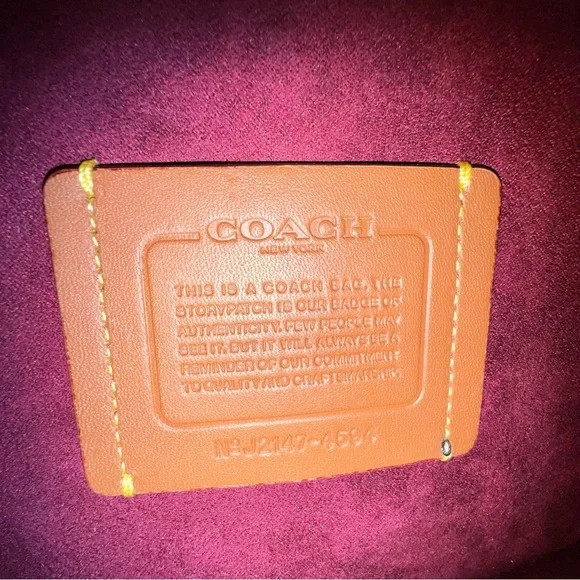 COACH
NEW YORK
THIS IS A COACH BAG, THE
STORYPATCH IS OUR BADGE OF
AUTHENTICITY. FEW PEOPLE MAY
SEE IT, BUT IT WILL ALWAYS BE A
REMINDER OF OUR COMMITMENT
TO QUALITY AND CRAFTSMANSHIP.
Nº J2147-4594